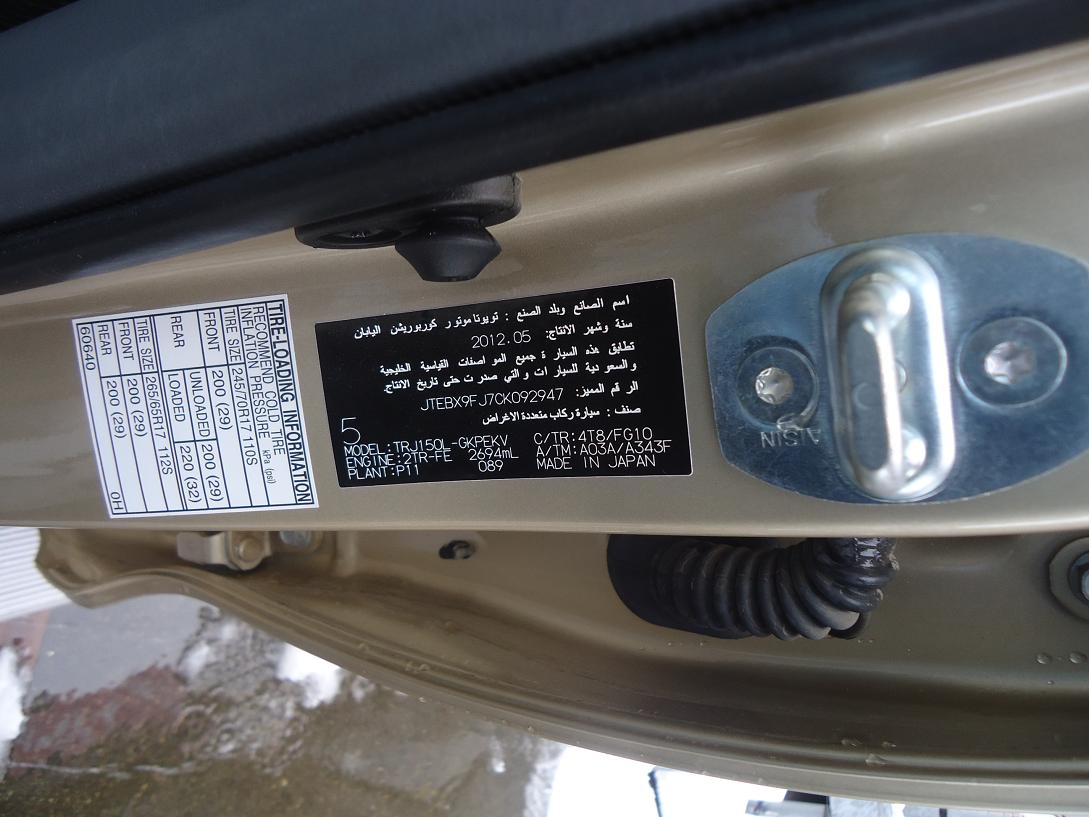 اسم الصانع وبلد الصنع : تويوتا موتور كوربوريشن اليابان
سنة وشهر الانتاج: 2012.05
تطابق هذه السيارة جميع المواصفات القياسية الخليجية
والسعودية للسيارات والتي صدرت حتى تاريخ الانتاج.
الرقم المميز: JTEBX9FJ7CK092947
صنف : سيارة ركاب متعددة الاغراض
5
MODEL:TRJ150L-GKPEKV C/TR:4T8/FG10
ENGINE:2TR-FE 2694mL A/TM:A03A/A343F
PLANT:P11 089 MADE IN JAPAN
TIRE-LOADING INFORMATION
RECOMMEND COLD TIRE
INFLATION PRESSURE kPa (psi)
TIRE SIZE 245/70R17 110S
FRONT 200 (29)
REAR UNLOADED 200 (29)
LOADED 220 (32)
TIRE SIZE 265/65R17 112S
FRONT 200 (29)
REAR 200 (29)
60640 0H
AISIN